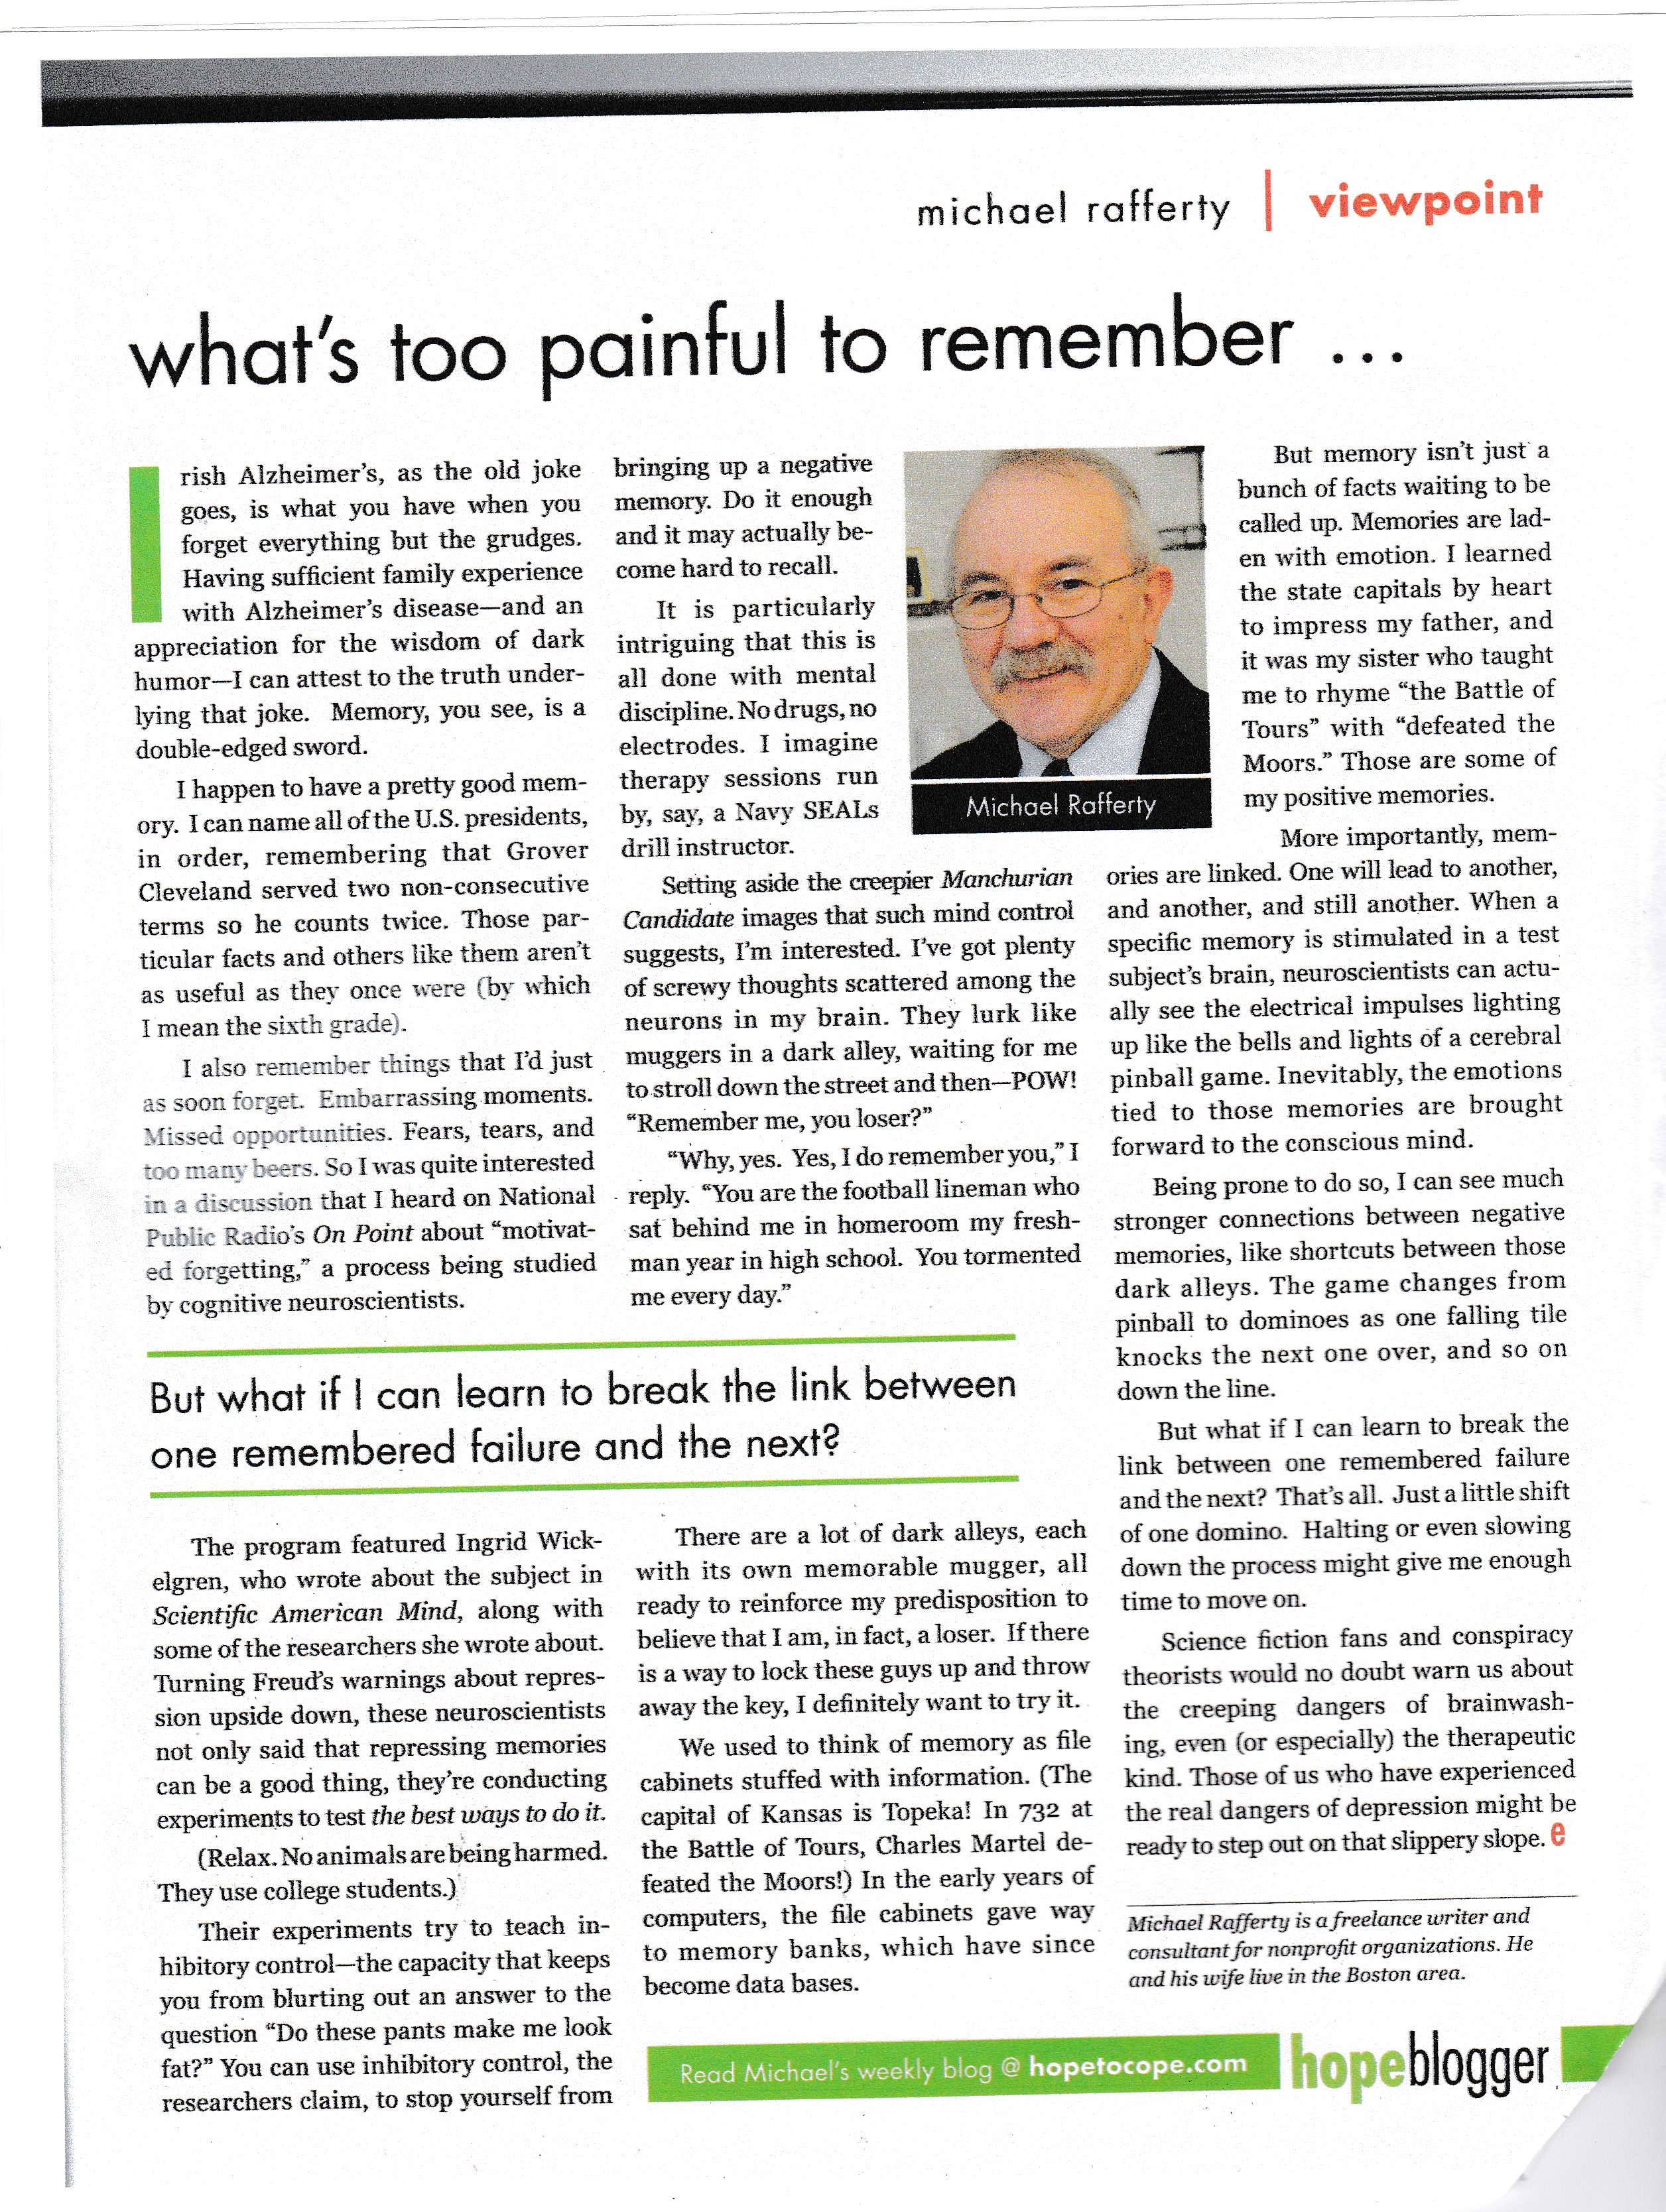 michael rafferty | viewpoint
what's too painful to remember ...
Irish Alzheimer's, as the old joke
goes, is what you have when you
forget everything but the grudges.
Having sufficient family experience
with Alzheimer's disease—and an
appreciation for the wisdom of dark
humor—I can attest to the truth under-
lying that joke. Memory, you see, is a
double-edged sword.
I happen to have a pretty good mem-
ory. I can name all of the U.S. presidents,
in order, remembering that Grover
Cleveland served two non-consecutive
terms so he counts twice. Those par-
ticular facts and others like them aren't
as useful as they once were (by which
I mean the sixth grade).
I also remember things that I'd just
as soon forget. Embarrassing moments.
Missed opportunities. Fears, tears, and
too many beers. So I was quite interested
in a discussion that I heard on National
Public Radio's On Point about “motivat-
ed forgetting,” a process being studied
by cognitive neuroscientists.
But what if I can learn to break the link between
one remembered failure and the next?
The program featured Ingrid Wick-
elgren, who wrote about the subject in
Scientific American Mind, along with
some of the researchers she wrote about.
Turning Freud's warnings about repres-
sion upside down, these neuroscientists
not only said that repressing memories
can be a good thing, they're conducting
experiments to test the best ways to do it.
(Relax. No animals are being harmed.
They use college students.)
Their experiments try to teach in-
hibitory control—the capacity that keeps
you from blurting out an answer to the
question “Do these pants make me look
fat?” You can use inhibitory control, the
researchers claim, to stop yourself from
bringing up a negative
memory. Do it enough
and it may actually be-
come hard to recall.
It is particularly
intriguing that this is
all done with mental
discipline. No drugs, no
electrodes. I imagine
therapy sessions run
by, say, a Navy SEALs
drill instructor.
Setting aside the creepier Manchurian
Candidate images that such mind control
suggests, I'm interested. I've got plenty
of screwy thoughts scattered among the
neurons in my brain. They lurk like
muggers in a dark alley, waiting for me
to stroll down the street and then—POW!
“Remember me, you loser?”
“Why, yes. Yes, I do remember you,” I
reply. “You are the football lineman who
sat behind me in homeroom my fresh-
man year in high school. You tormented
me every day.”
There are a lot of dark alleys, each
with its own memorable mugger, all
ready to reinforce my predisposition to
believe that I am, in fact, a loser. If there
is a way to lock these guys up and throw
away the key, I definitely want to try it.
We used to think of memory as file
cabinets stuffed with information. (The
capital of Kansas is Topeka! In 732 at
the Battle of Tours, Charles Martel de-
feated the Moors!) In the early years of
computers, the file cabinets gave way
to memory banks, which have since
become data bases.
Michael Rafferty
But memory isn't just a
bunch of facts waiting to be
called up. Memories are lad-
en with emotion. I learned
the state capitals by heart
to impress my father, and
it was my sister who taught
me to rhyme “the Battle of
Tours” with “defeated the
Moors.” Those are some of
my positive memories.
More importantly, mem-
ories are linked. One will lead to another,
and another, and still another. When a
specific memory is stimulated in a test
subject's brain, neuroscientists can actu-
ally see the electrical impulses lighting
up like the bells and lights of a cerebral
pinball game. Inevitably, the emotions
tied to those memories are brought
forward to the conscious mind.
Being prone to do so, I can see much
stronger connections between negative
memories, like shortcuts between those
dark alleys. The game changes from
pinball to dominoes as one falling tile
knocks the next one over, and so on
down the line.
But what if I can learn to break the
link between one remembered failure
and the next? That's all. Just a little shift
of one domino. Halting or even slowing
down the process might give me enough
time to move on.
Science fiction fans and conspiracy
theorists would no doubt warn us about
the creeping dangers of brainwash-
ing, even (or especially) the therapeutic
kind. Those of us who have experienced
the real dangers of depression might be
ready to step out on that slippery slope. e
Michael Rafferty is a freelance writer and
consultant for nonprofit organizations. He
and his wife live in the Boston area.
Read Michael's weekly blog @ hopetocope.com
hopeblogger